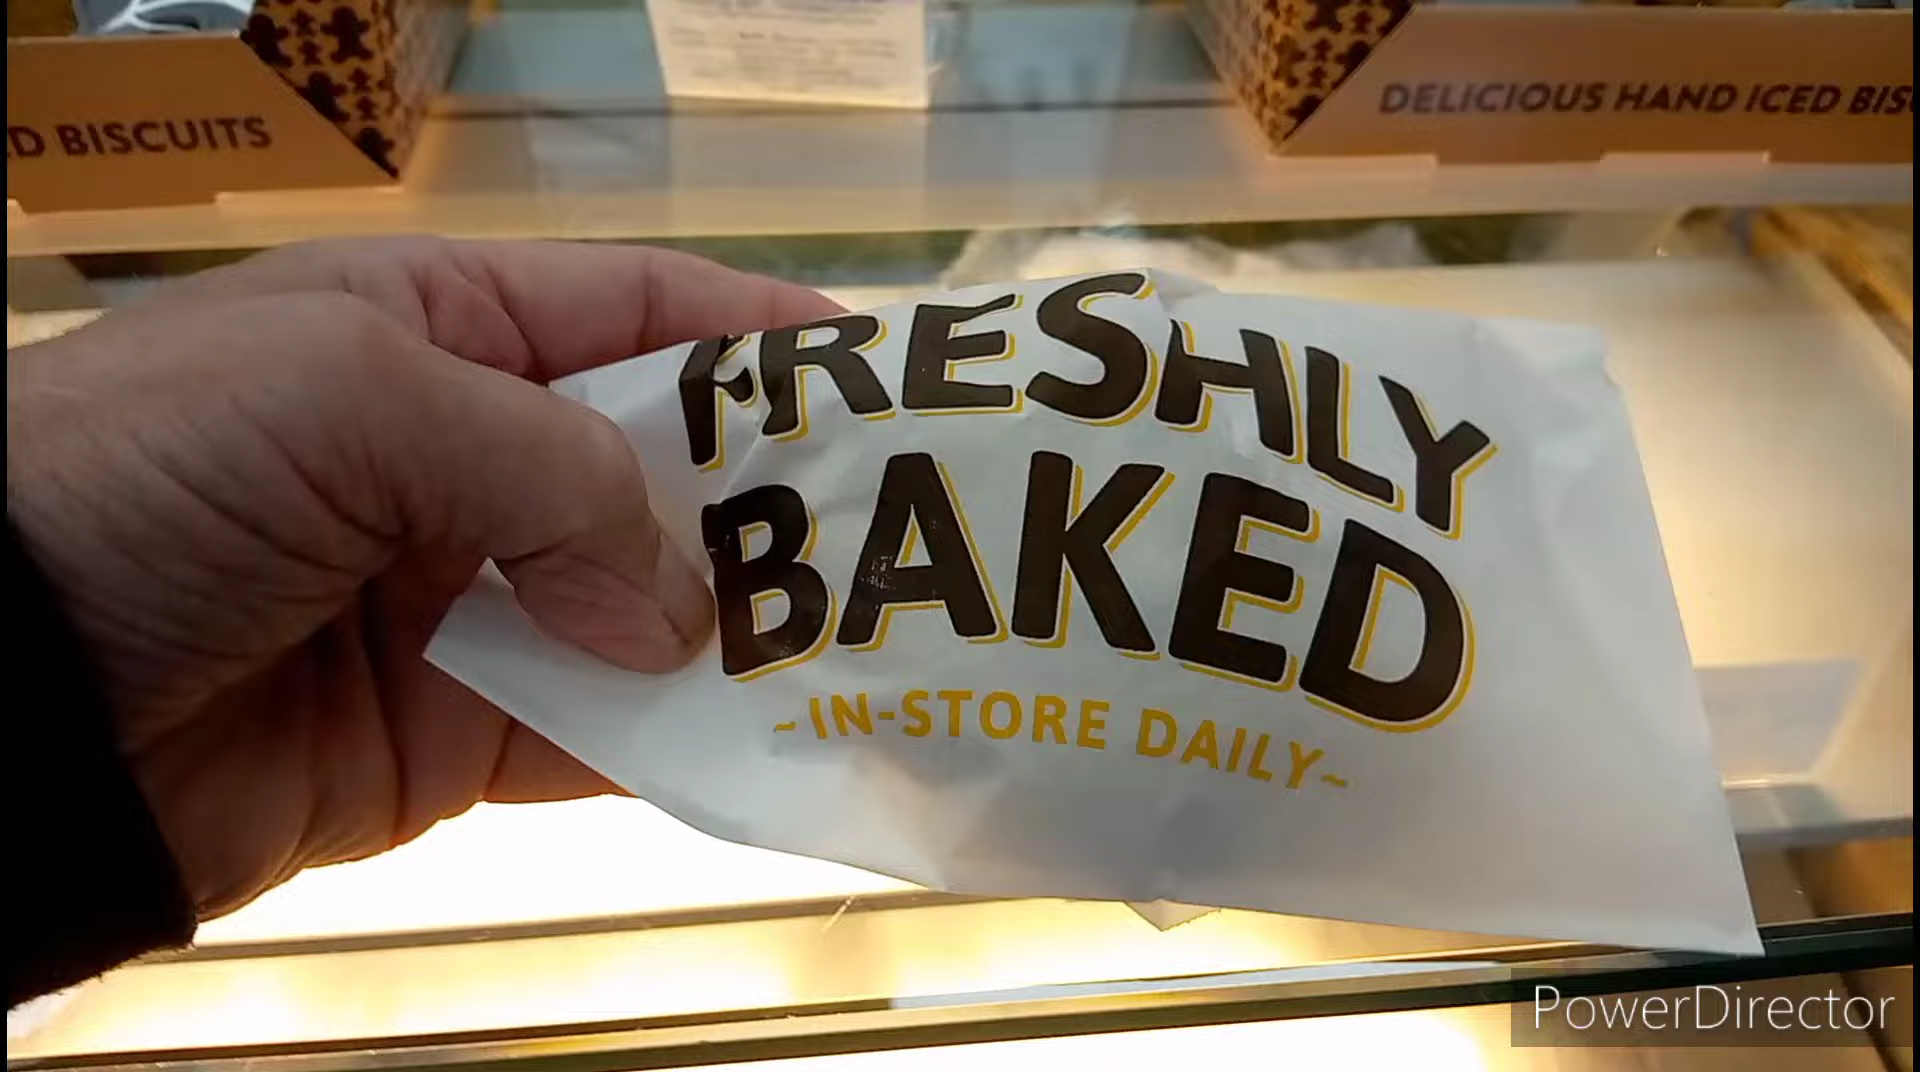 D BISCUITS
DELICIOUS HAND ICED BIS
FRESHLY
BAKED
~IN-STORE DAILY~
PowerDirector